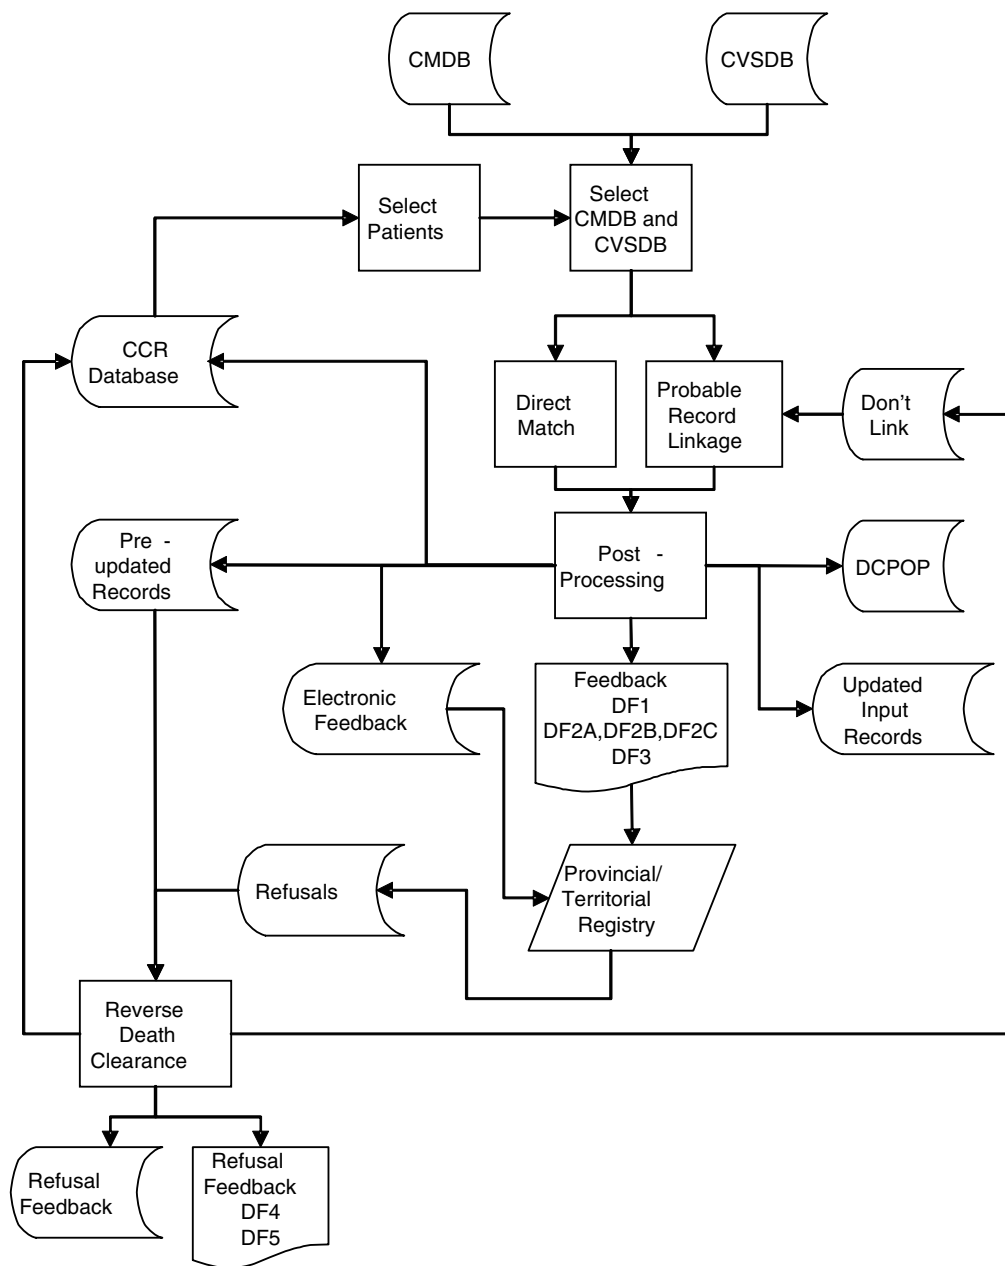 CMDB
CVSDB
Select
Patients
Select
CMDB and
CVSDB
CCR
Database
Direct
Match
Probable
Record
Linkage
Don't
Link
Pre -
updated
Records
Post -
Processing
DCPOP
Electronic
Feedback
Feedback
DF1
DF2A,DF2B,DF2C
DF3
Updated
Input
Records
Refusals
Provincial/
Territorial
Registry
Reverse
Death
Clearance
Refusal
Feedback
Refusal
Feedback
DF4
DF5